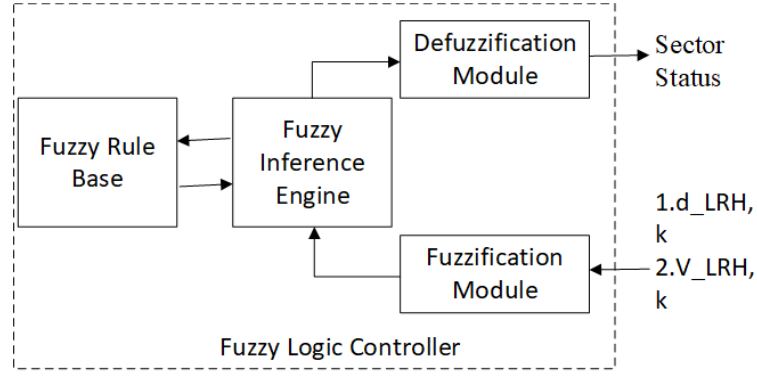 Defuzzification
Module
Sector
Status
Fuzzy Rule
Base
Fuzzy
Inference
Engine
1.d_LRH,
k
2.V_LRH,
k
Fuzzification
Module
Fuzzy Logic Controller